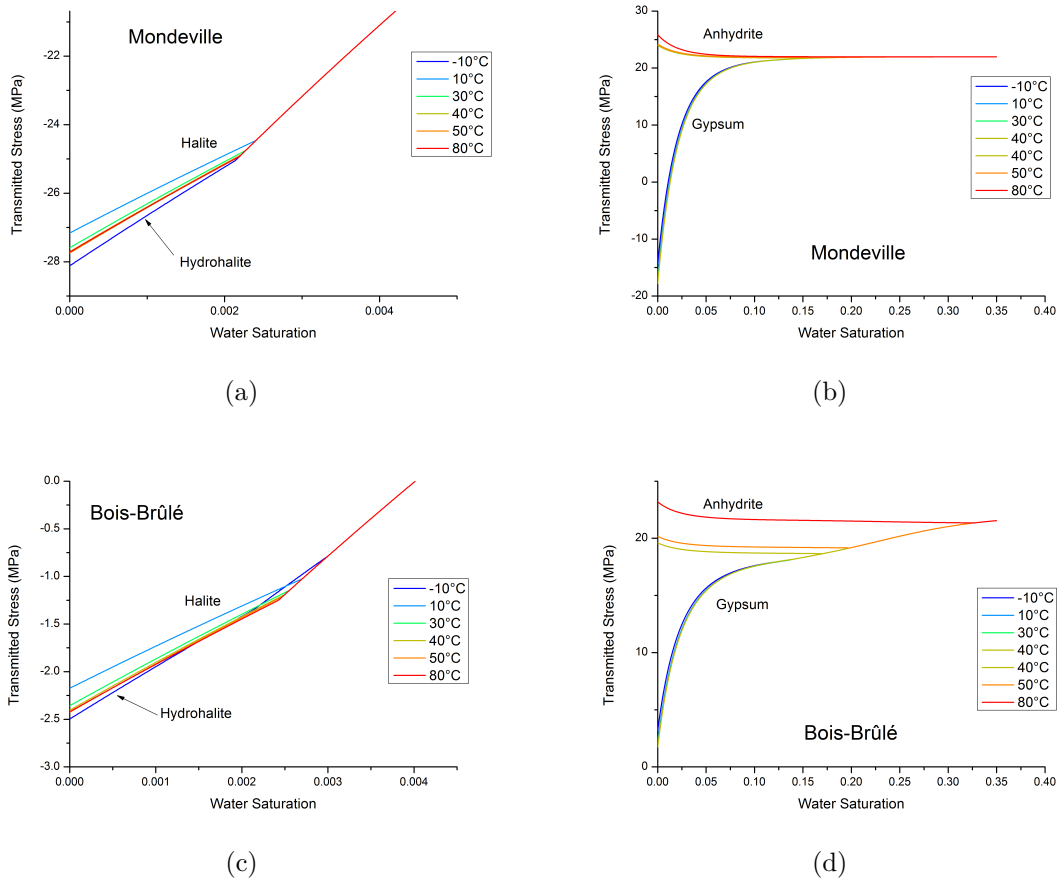 Mondeville
Halite
Hydrohalite
-10°C
10°C
30°C
40°C
50°C
80°C
Transmitted Stress (MPa)
-22
-24
-26
-28
0.000
0.002
0.004
Water Saturation
(a)
Anhydrite
Gypsum
Mondeville
-10°C
10°C
30°C
40°C
40°C
50°C
80°C
Transmitted Stress (MPa)
30
20
10
0
-10
-20
0.00
0.05
0.10
0.15
0.20
0.25
0.30
0.35
0.40
Water Saturation
(b)
Bois-Brûlé
Halite
Hydrohalite
-10°C
10°C
30°C
40°C
50°C
80°C
Transmitted Stress (MPa)
0.0
-0.5
-1.0
-1.5
-2.0
-2.5
-3.0
0.000
0.001
0.002
0.003
0.004
Water Saturation
(c)
Anhydrite
Gypsum
Bois-Brûlé
-10°C
10°C
30°C
40°C
40°C
50°C
80°C
Transmitted Stress (MPa)
20
10
0
0.00
0.05
0.10
0.15
0.20
0.25
0.30
0.35
0.40
Water Saturation
(d)